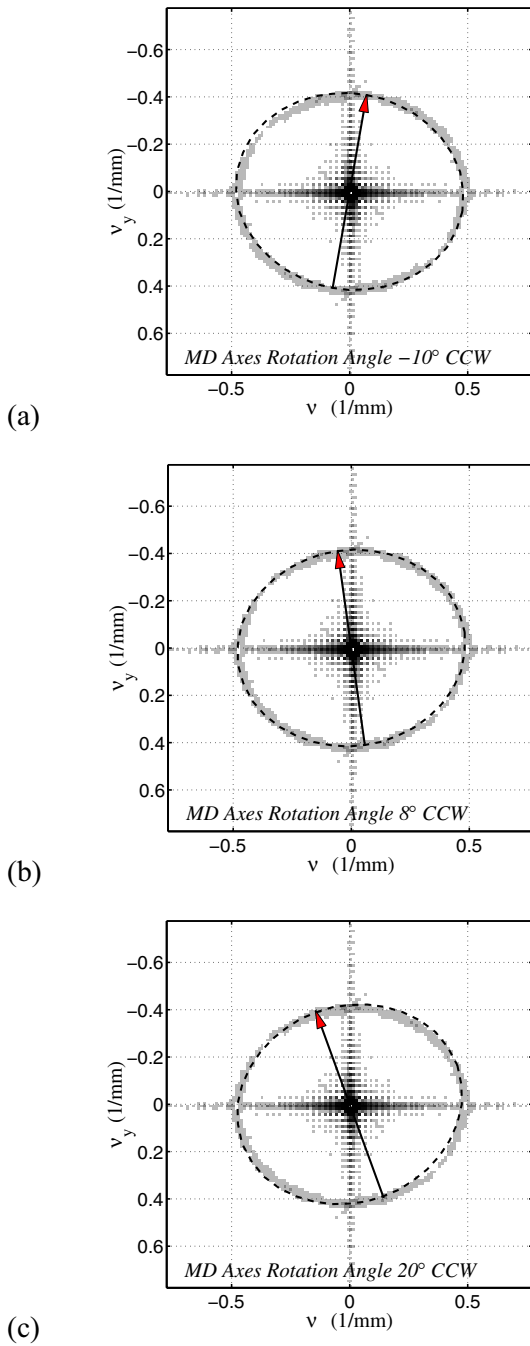 −0.6
−0.4
−0.2
0
0.2
0.4
0.6
ν_y (1/mm)
MD Axes Rotation Angle −10° CCW
−0.5 0 0.5
ν (1/mm)
(a)
−0.6
−0.4
−0.2
0
0.2
0.4
0.6
ν_y (1/mm)
MD Axes Rotation Angle 8° CCW
−0.5 0 0.5
ν (1/mm)
(b)
−0.6
−0.4
−0.2
0
0.2
0.4
0.6
ν_y (1/mm)
MD Axes Rotation Angle 20° CCW
−0.5 0 0.5
ν (1/mm)
(c)